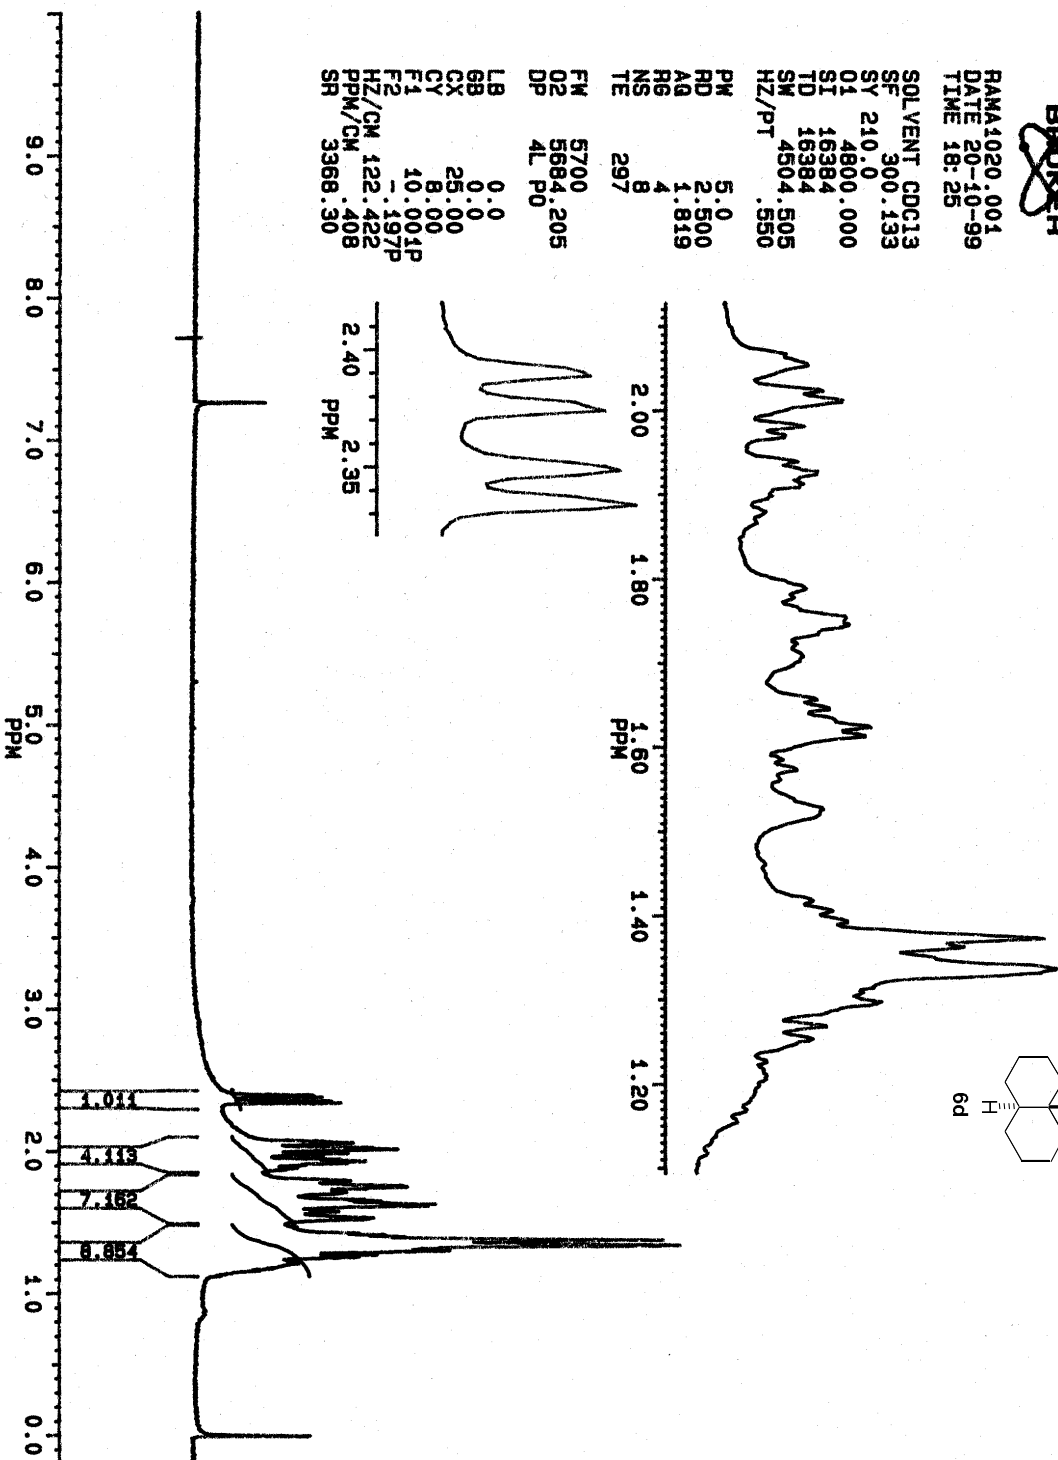 BRUKER
RAMA1020.001
DATE 20-10-99
TIME 18:25
SOLVENT CDCl3
SF 300.133
SY 210.0
O1 4800.000
SI 16384
TD 16384
SW 4504.505
HZ/PT .550
PW 5.0
RD 2.500
AQ 1.819
RG 4
NS 8
TE 297
FW 5700
O2 5684.205
DP 4L PO
LB 0.0
GB 0.0
CX 25.00
CY 8.00
F1 10.001P
F2 -.197P
HZ/CM 122.422
PPM/CM .408
SR 3368.30
2.00 1.80 1.60 1.40 1.20
PPM
2.40 2.35
PPM
H
6d
1.011
4.113
7.162
8.854
9.0 8.0 7.0 6.0 5.0 4.0 3.0 2.0 1.0 0.0
PPM